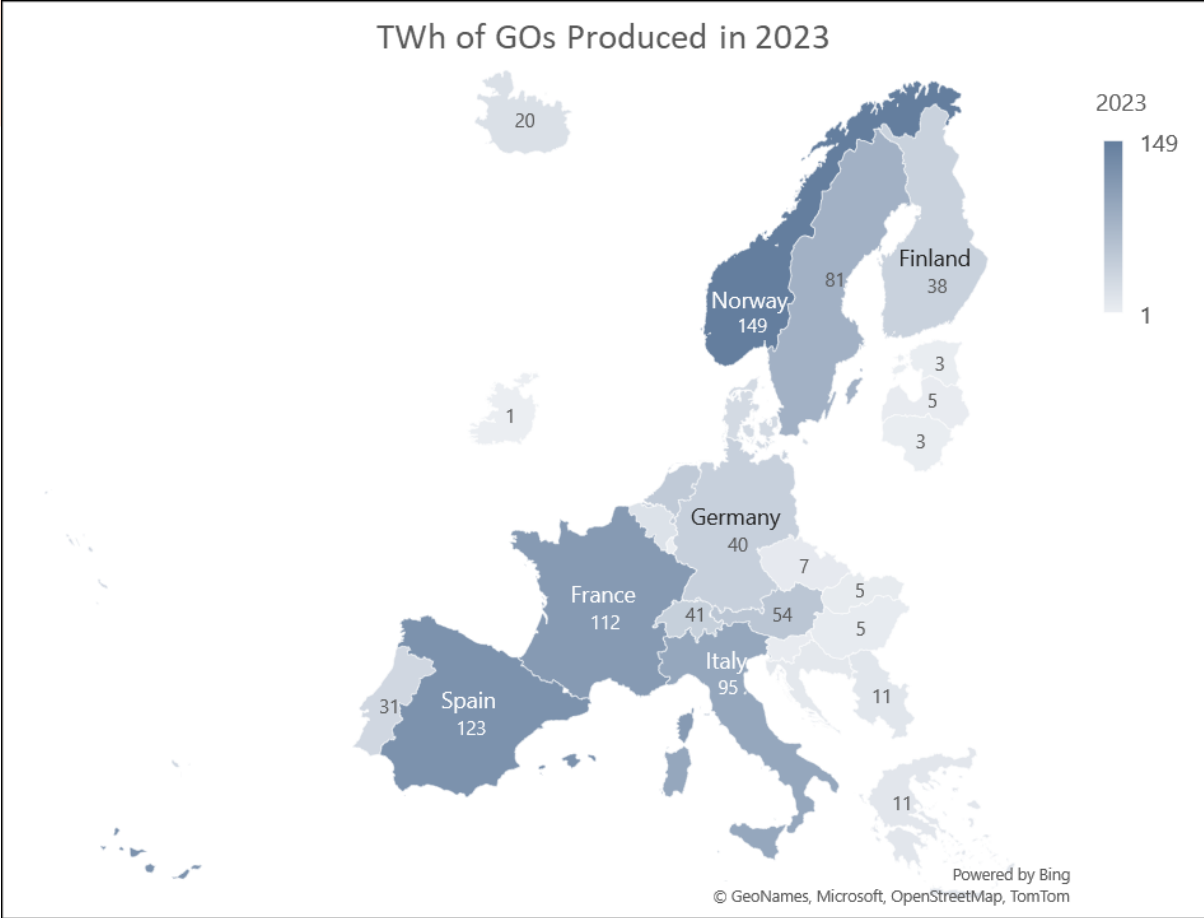 TWh of GOs Produced in 2023
2023
149
1
20
Norway
149
81
Finland
38
3
5
3
1
Germany
40
7
5
5
France
112
41
54
Italy
95
11
31
Spain
123
11
Powered by Bing
© GeoNames, Microsoft, OpenStreetMap, TomTom